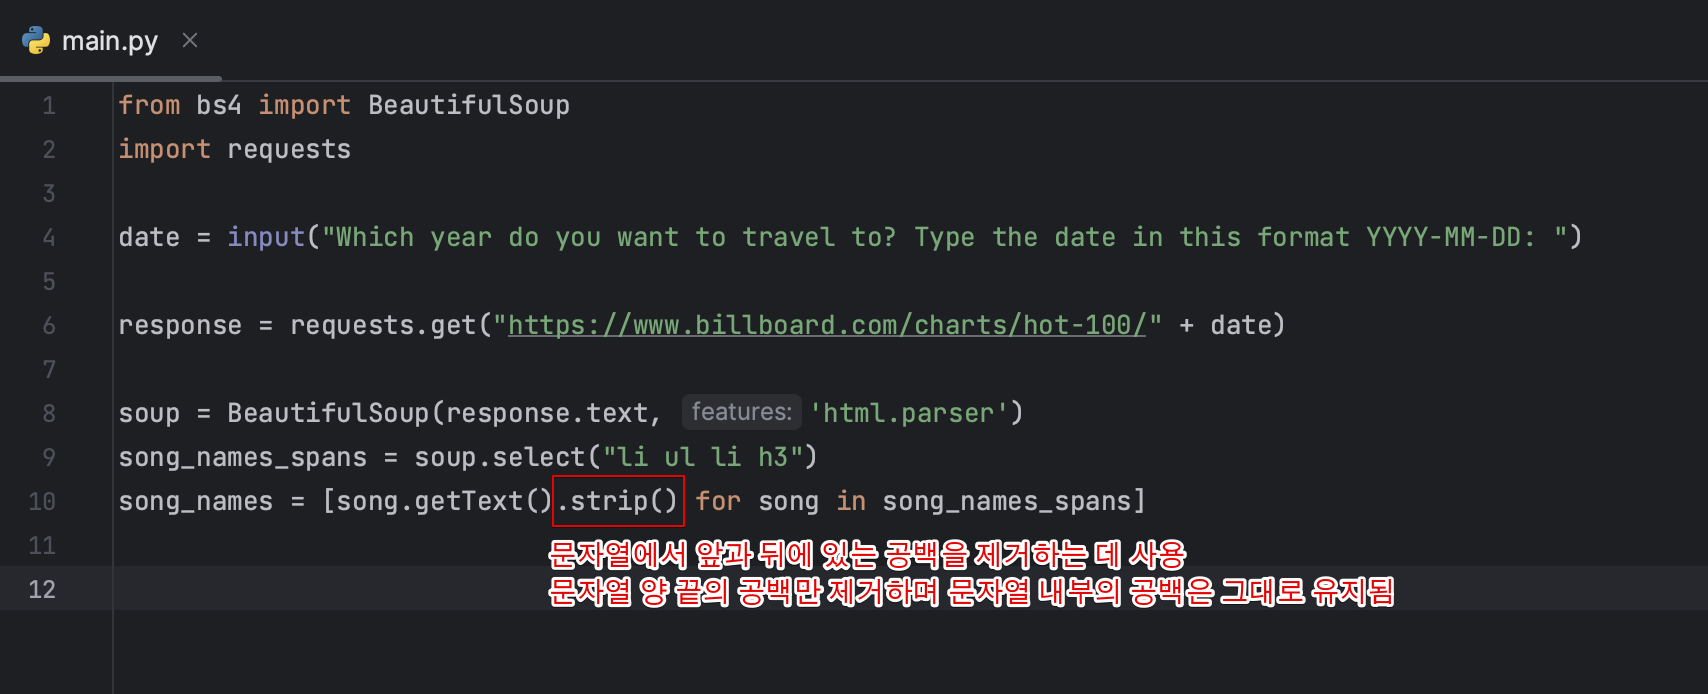 main.py
1 from bs4 import BeautifulSoup
2 import requests
3
4 date = input("Which year do you want to travel to? Type the date in this format YYYY-MM-DD: ")
5
6 response = requests.get("https://www.billboard.com/charts/hot-100/" + date)
7
8 soup = BeautifulSoup(response.text, features: 'html.parser')
9 song_names_spans = soup.select("li ul li h3")
10 song_names = [song.getText().strip() for song in song_names_spans]
11 문자열에서 앞과 뒤에 있는 공백을 제거하는 데 사용
12 문자열 양 끝의 공백만 제거하며 문자열 내부의 공백은 그대로 유지됨